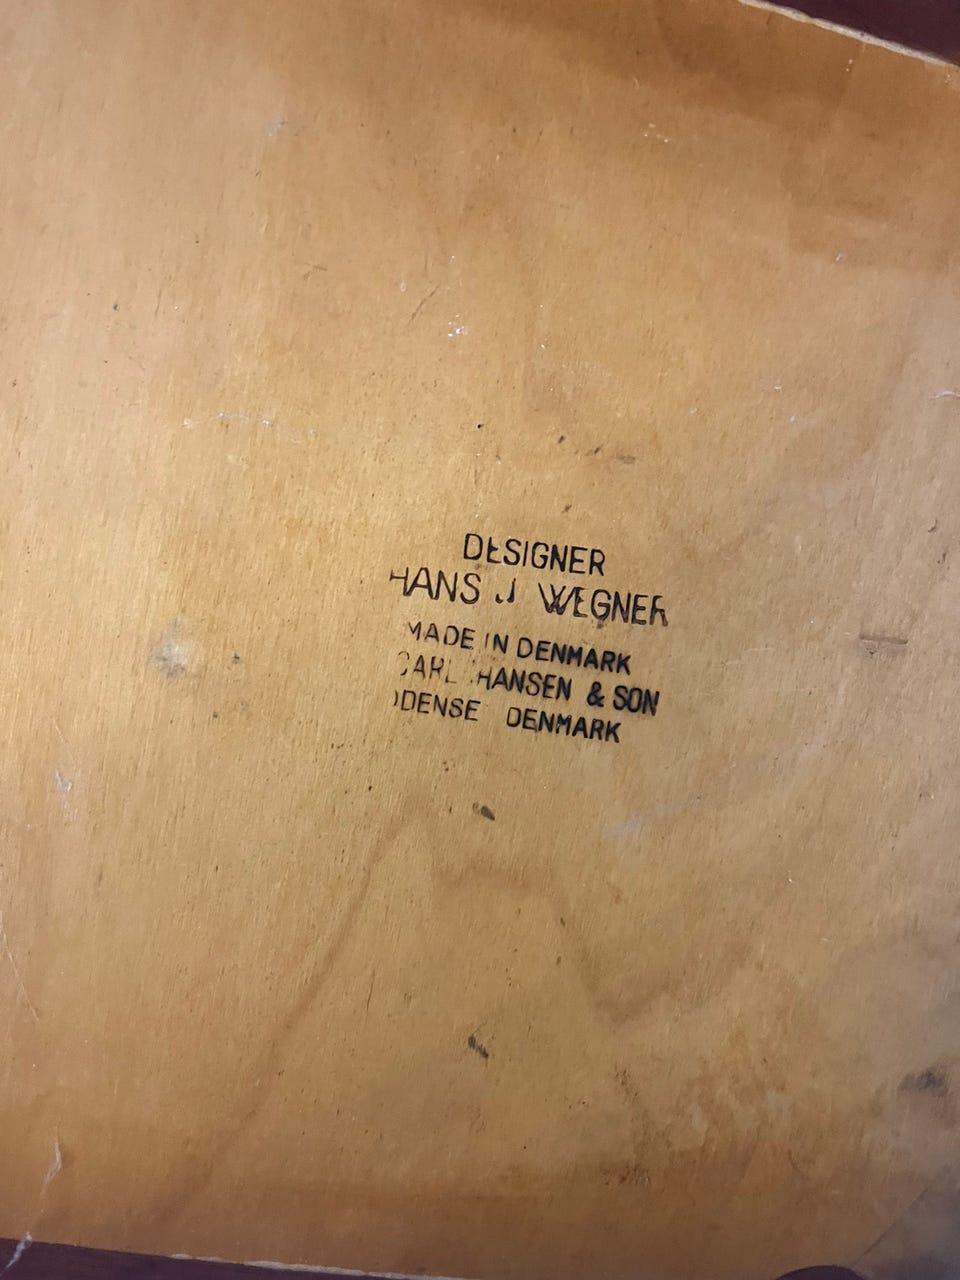 DESIGNER
HANS J WEGNER
MADE IN DENMARK
CARL HANSEN & SON
ODENSE DENMARK